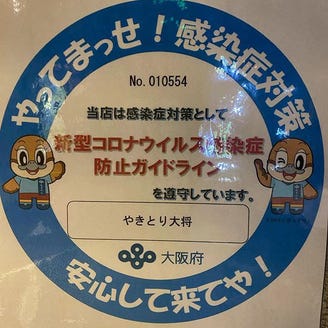 やってまっせ！感染症対策
No.010554
当店は感染症対策として
新型コロナウイルス感染症
防止ガイドライン
を遵守しています。
やきとり大将
大阪府
安心して来てや！